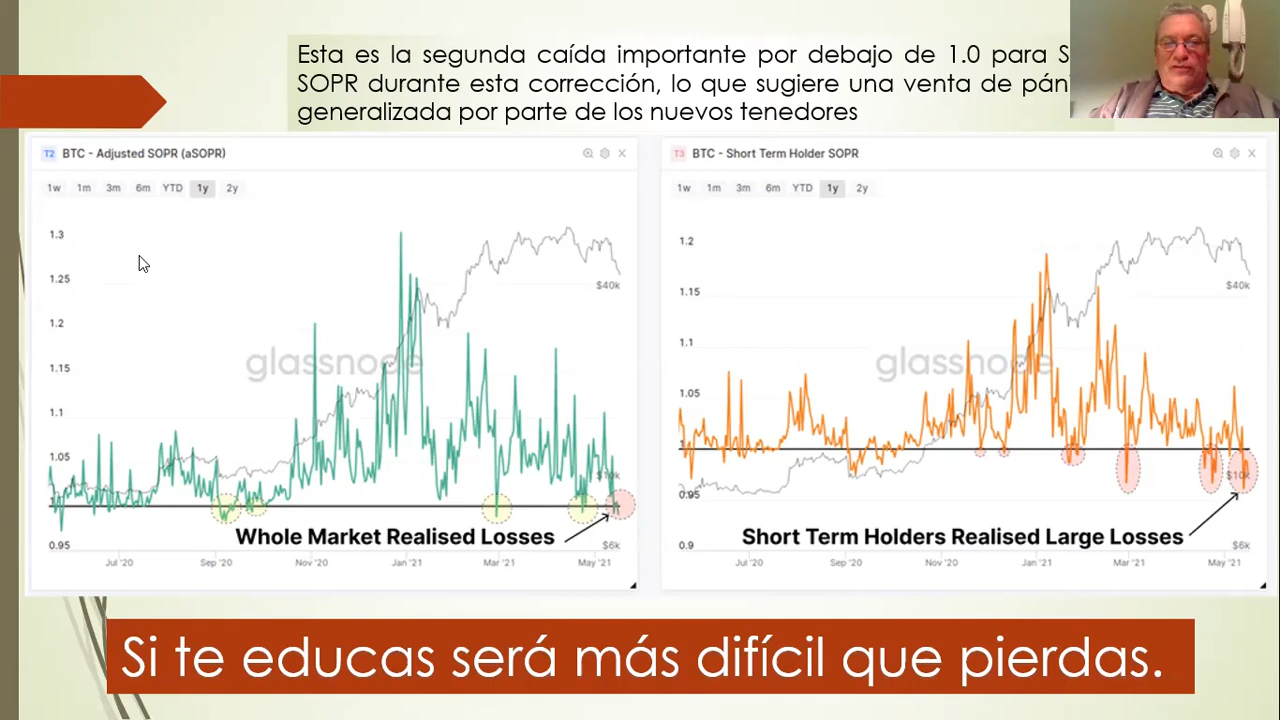 Esta es la segunda caída importante por debajo de 1.0 para
SOPR durante esta corrección, lo que sugiere una venta de
generalizada por parte de los nuevos tenedores
T2 BTC - Adjusted SOPR (aSOPR)
1w 1m 3m 6m YTD 1y 2y
1.3
1.25
1.2
1.15
1.1
1.05
0.95
$40k
$10k
$6k
glassnode
Whole Market Realised Losses
Jul '20 Sep '20 Nov '20 Jan '21 Mar '21 May '21
T3 BTC - Short Term Holder SOPR
1w 1m 3m 6m YTD 1y 2y
1.2
1.15
1.1
1.05
1
0.95
0.9
$40k
$10k
$6k
glassnode
Short Term Holders Realised Large Losses
Jul '20 Sep '20 Nov '20 Jan '21 Mar '21 May '21
Si te educas será más difícil que pierdas.